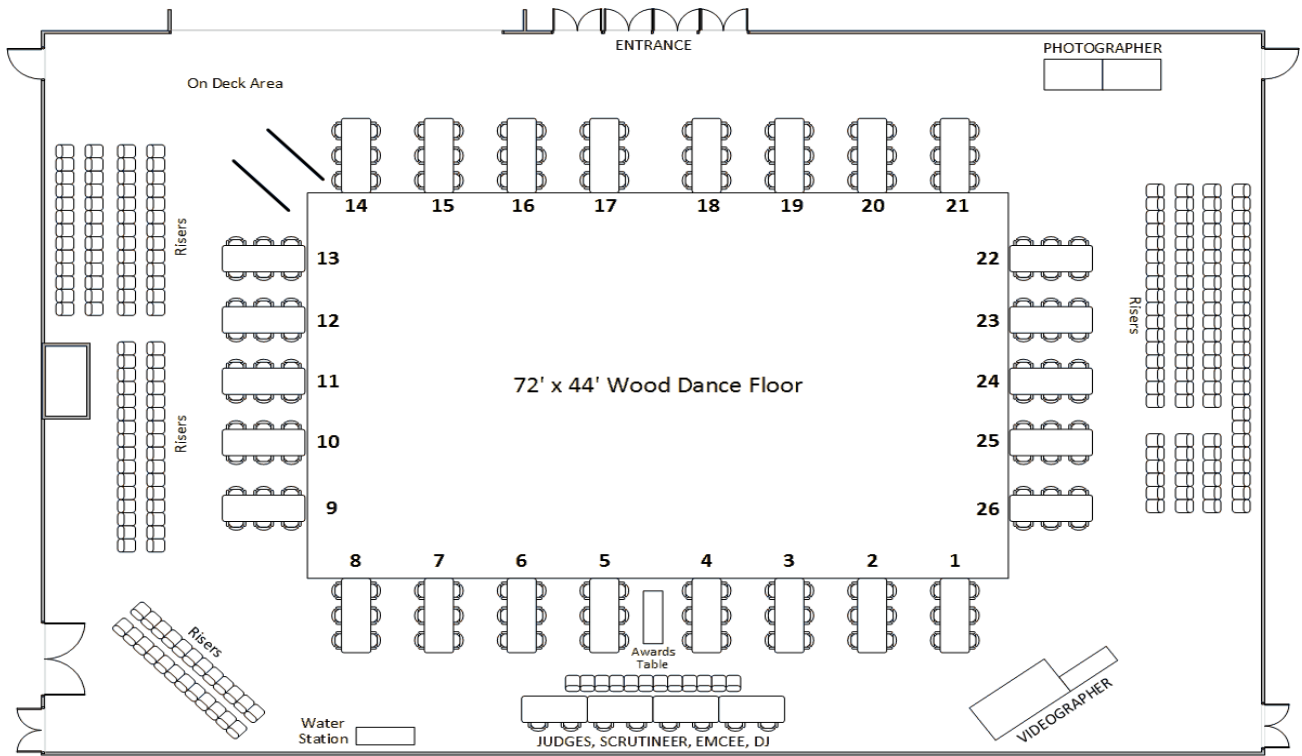 ENTRANCE
PHOTOGRAPHER
On Deck Area
14 15 16 17 18 19 20 21
Risers
13
22
12
23
Risers
11
72' x 44' Wood Dance Floor
24
Risers
10
25
9
26
8 7 6 5 4 3 2 1
Risers
Awards
Table
VIDEOGRAPHER
Water
Station
JUDGES, SCRUTINEER, EMCEE, DJ